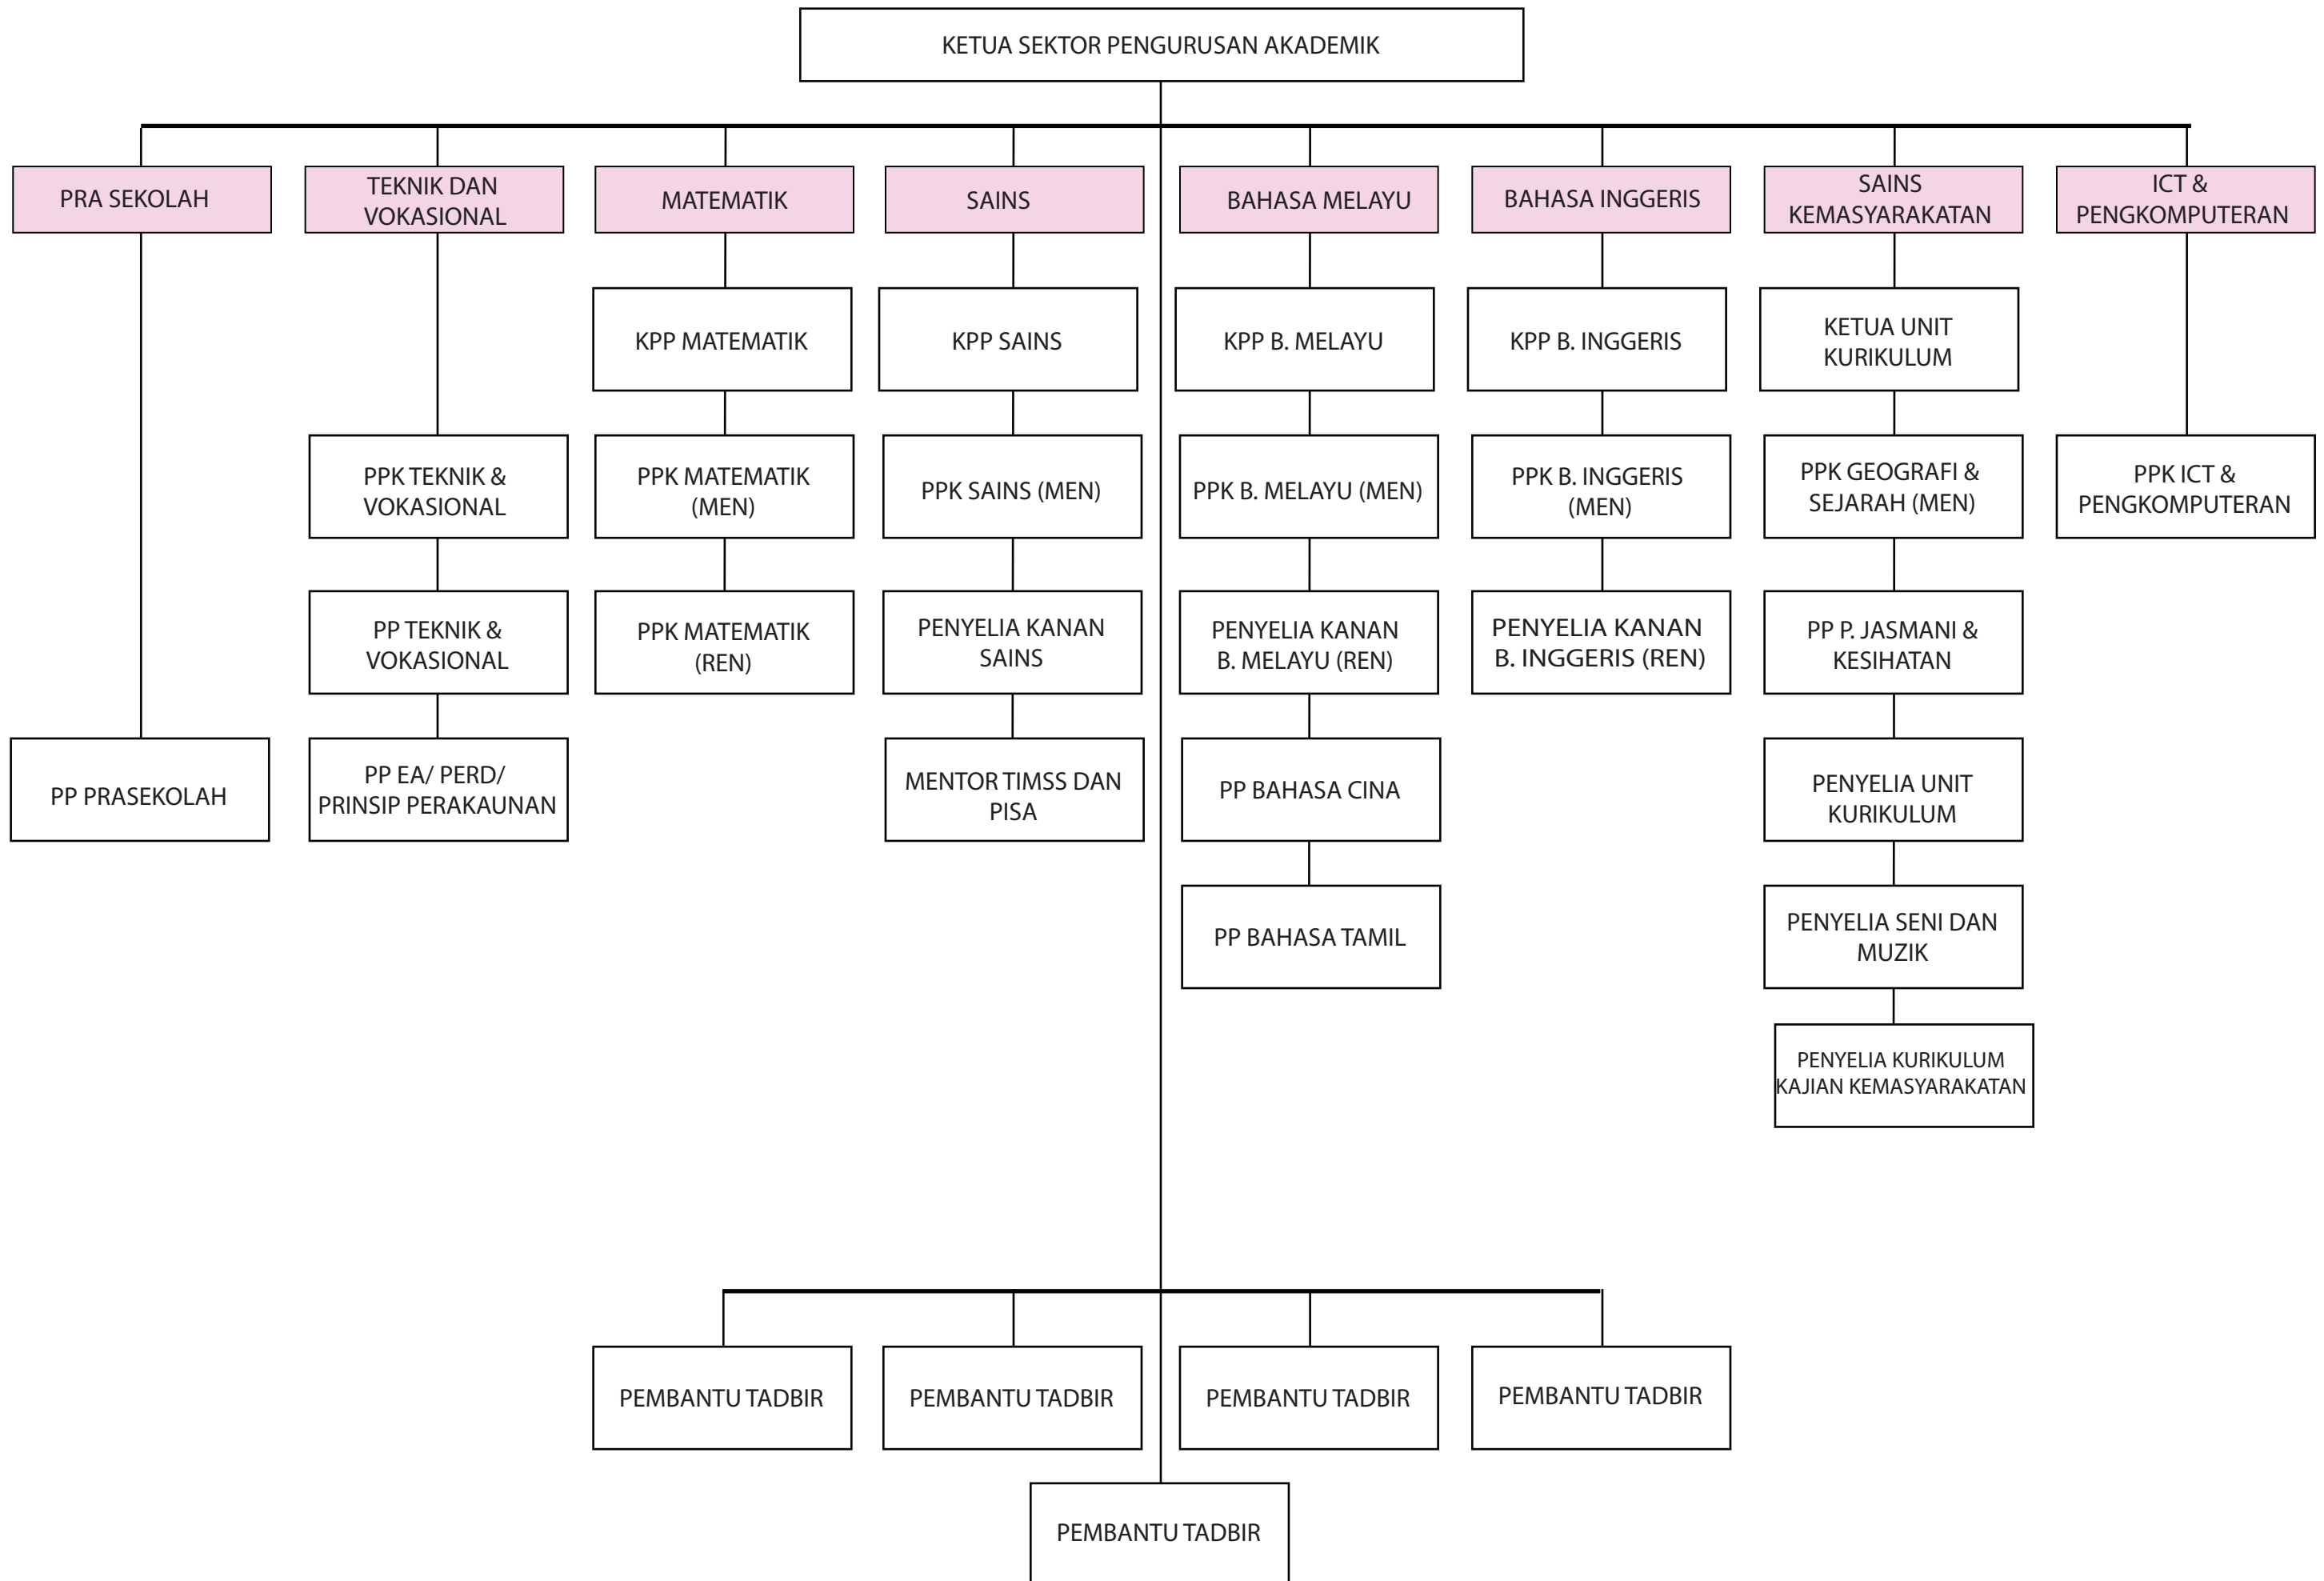 KETUA SEKTOR PENGURUSAN AKADEMIK
PRA SEKOLAH
TEKNIK DAN
VOKASIONAL
MATEMATIK
SAINS
BAHASA MELAYU
BAHASA INGGERIS
SAINS
KEMASYARAKATAN
ICT &
PENGKOMPUTERAN
KPP MATEMATIK
KPP SAINS
KPP B. MELAYU
KPP B. INGGERIS
KETUA UNIT
KURIKULUM
PPK TEKNIK &
VOKASIONAL
PPK MATEMATIK
(MEN)
PPK SAINS (MEN)
PPK B. MELAYU (MEN)
PPK B. INGGERIS
(MEN)
PPK GEOGRAFI &
SEJARAH (MEN)
PPK ICT &
PENGKOMPUTERAN
PP TEKNIK &
VOKASIONAL
PPK MATEMATIK
(REN)
PENYELIA KANAN
SAINS
PENYELIA KANAN
B. MELAYU (REN)
PENYELIA KANAN
B. INGGERIS (REN)
PP P. JASMANI &
KESIHATAN
PP PRASEKOLAH
PP EA/ PERD/
PRINSIP PERAKAUNAN
MENTOR TIMSS DAN
PISA
PP BAHASA CINA
PENYELIA UNIT
KURIKULUM
PP BAHASA TAMIL
PENYELIA SENI DAN
MUZIK
PENYELIA KURIKULUM
KAJIAN KEMASYARAKATAN
PEMBANTU TADBIR
PEMBANTU TADBIR
PEMBANTU TADBIR
PEMBANTU TADBIR
PEMBANTU TADBIR